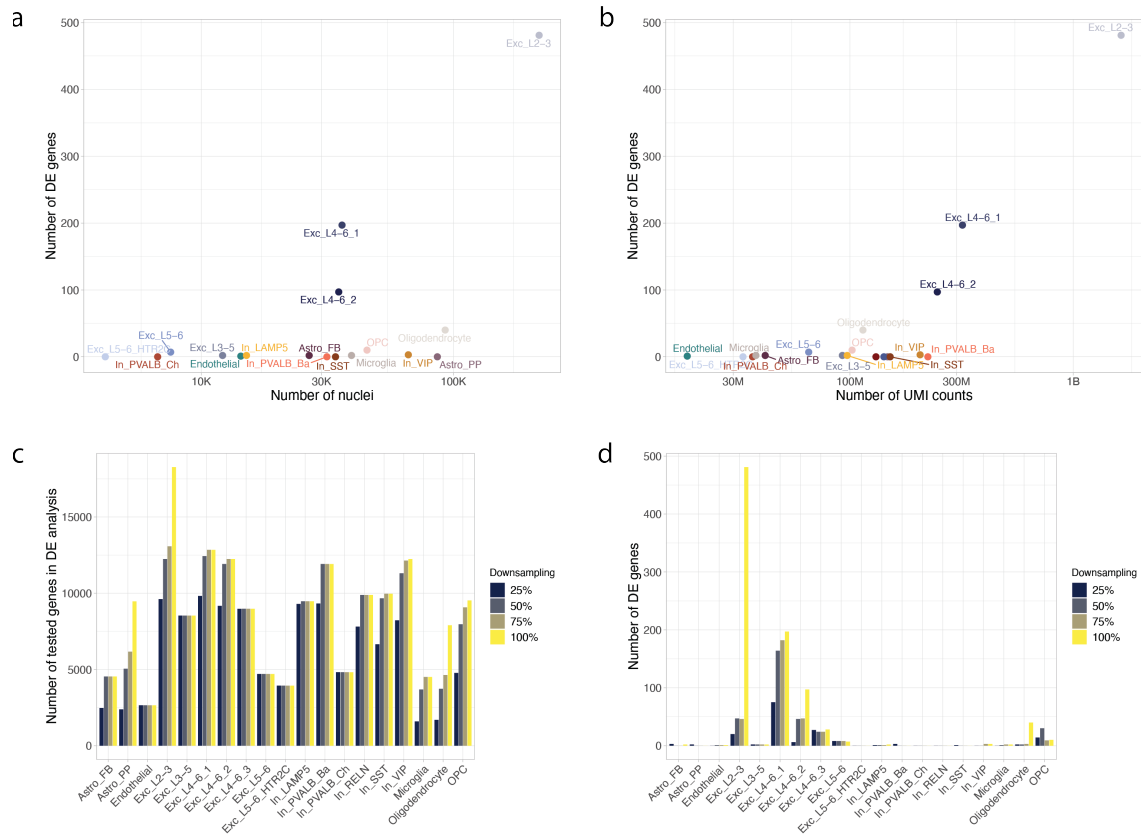 a
500
400
300
200
100
0
Number of DE genes
Exc_L2−3
Exc_L4−6_1
Exc_L4−6_2
Oligodendrocyte
Exc_L5−6
Exc_L5−6_HTR2C
In_PVALB_Ch
Exc_L3−5
Endothelial
In_LAMP5
In_PVALB_Ba
Astro_FB
In_SST
OPC
Microglia
In_VIP
Astro_PP
10K
30K
100K
Number of nuclei
b
500
400
300
200
100
0
Number of DE genes
Exc_L2−3
Exc_L4−6_1
Exc_L4−6_2
Oligodendrocyte
Endothelial
Microglia
Exc_L5−6
OPC
In_VIP
In_PVALB_Ba
In_PVALB_Ch
Astro_FB
Exc_L3−5
In_LAMP5
In_SST
30M
100M
300M
1B
Number of UMI counts
c
Number of tested genes in DE analysis
15000
10000
5000
0
Astro_FB
Astro_PP
Endothelial
Exc_L2−3
Exc_L3−5
Exc_L4−6_1
Exc_L4−6_2
Exc_L4−6_3
Exc_L5−6
Exc_L5−6_HTR2C
In_LAMP5
In_PVALB_Ba
In_PVALB_Ch
In_RELN
In_SST
In_VIP
Microglia
Oligodendrocyte
OPC
Downsampling
25%
50%
75%
100%
d
Number of DE genes
500
400
300
200
100
0
Astro_FB
Astro_PP
Endothelial
Exc_L2−3
Exc_L3−5
Exc_L4−6_1
Exc_L4−6_2
Exc_L4−6_3
Exc_L5−6
Exc_L5−6_HTR2C
In_LAMP5
In_PVALB_Ba
In_PVALB_Ch
In_RELN
In_SST
In_VIP
Microglia
Oligodendrocyte
OPC
Downsampling
25%
50%
75%
100%